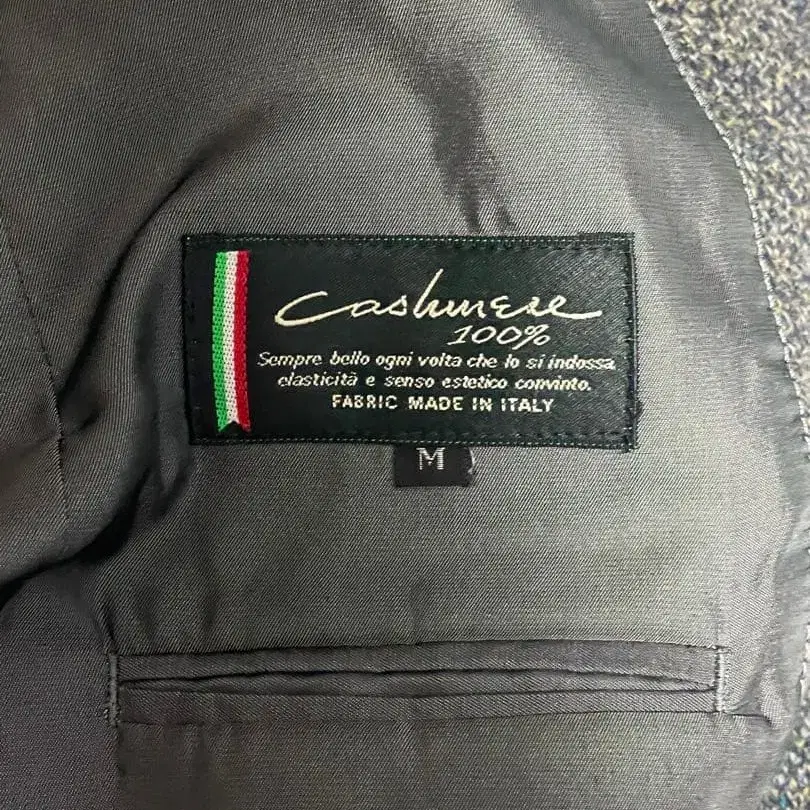 Cashmere
100%
Sempre bello ogni volta che lo si indossa
elasticità e senso estetico convinto.
FABRIC MADE IN ITALY
M